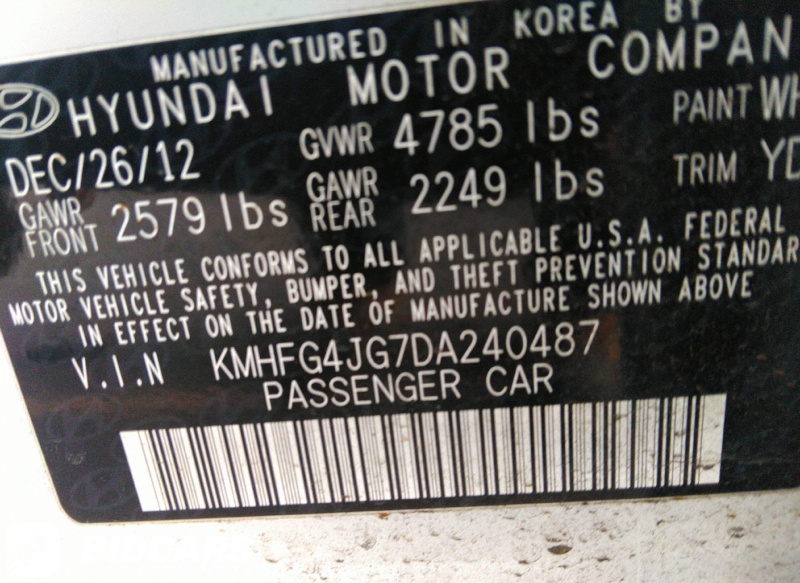 MANUFACTURED IN KOREA BY
HYUNDAI MOTOR COMPAN
DEC/26/12 GVWR 4785 lbs PAINT WH
GAWR FRONT 2579 lbs GAWR REAR 2249 lbs TRIM YD
THIS VEHICLE CONFORMS TO ALL APPLICABLE U.S.A. FEDERAL
MOTOR VEHICLE SAFETY, BUMPER, AND THEFT PREVENTION STANDAR
IN EFFECT ON THE DATE OF MANUFACTURE SHOWN ABOVE
V.I.N KMHFG4JG7DA240487
PASSENGER CAR
BIDCARS